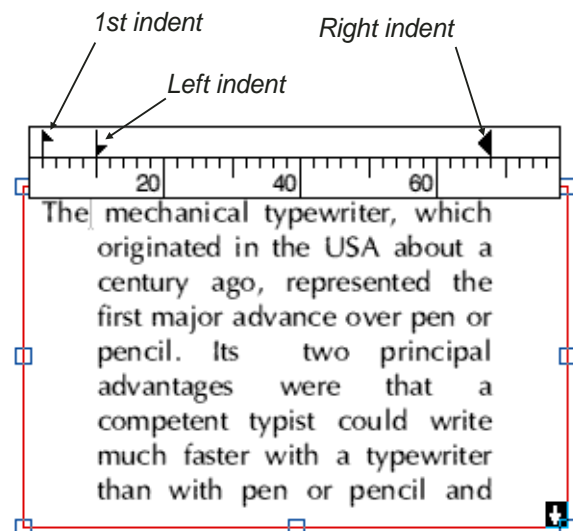 1st indent
Right indent
Left indent
20 40 60
The mechanical typewriter, which
originated in the USA about a
century ago, represented the
first major advance over pen or
pencil. Its two principal
advantages were that a
competent typist could write
much faster with a typewriter
than with pen or pencil and